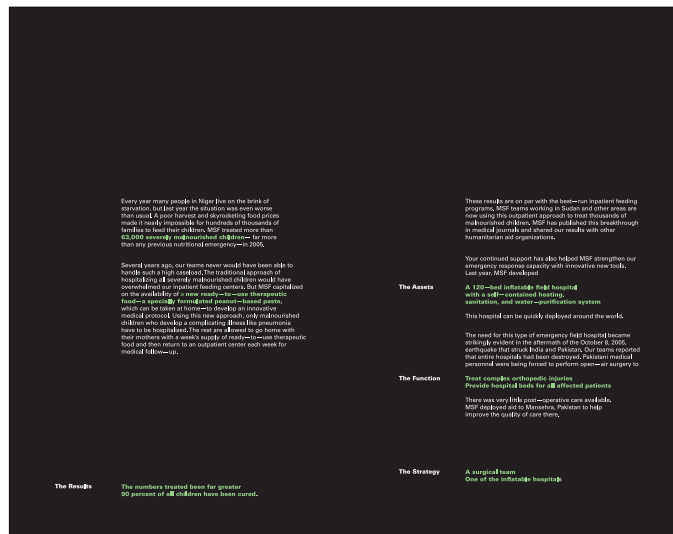 Every year many people in Niger live on the brink of
starvation, but last year the situation was even worse
than usual. A poor harvest and skyrocketing food prices
made it nearly impossible for hundreds of thousands of
families to feed their children. MSF treated more than
63,000 severely malnourished children—far more
than any previous nutritional emergency—in 2005.
Several years ago, our teams never would have been able to
handle such a high caseload. The traditional approach of
hospitalizing all severely malnourished children would have
overwhelmed our inpatient feeding centers. But MSF capitalized
on the availability of a new ready—to—use therapeutic
food—a specially formulated peanut—based paste,
which can be taken at home—to develop an innovative
medical protocol. Using this new approach, only malnourished
children who develop a complicating illness like pneumonia
have to be hospitalized. The rest are allowed to go home with
their mothers with a week's supply of ready—to—use therapeutic
food and then return to an outpatient center each week for
medical follow—up.
The Results
The numbers treated been far greater
90 percent of all children have been cured.
These results are on par with the best—run inpatient feeding
programs. MSF teams working in Sudan and other areas are
now using this outpatient approach to treat thousands of
malnourished children. MSF has published this breakthrough
in medical journals and shared our results with other
humanitarian aid organizations.
Your continued support has also helped MSF strengthen our
emergency response capacity with innovative new tools.
Last year, MSF developed
The Assets
A 120—bed inflatable field hospital
with a self—contained heating,
sanitation, and water—purification system
This hospital can be quickly deployed around the world.
The need for this type of emergency field hospital became
strikingly evident in the aftermath of the October 8, 2005,
earthquake that struck India and Pakistan. Our teams reported
that entire hospitals had been destroyed. Pakistani medical
personnel were being forced to perform open—air surgery to
The Function
Treat complex orthopedic injuries
Provide hospital beds for all affected patients
There was very little post—operative care available.
MSF deployed aid to Mansehra, Pakistan to help
improve the quality of care there.
The Strategy
A surgical team
One of the inflatable hospitals